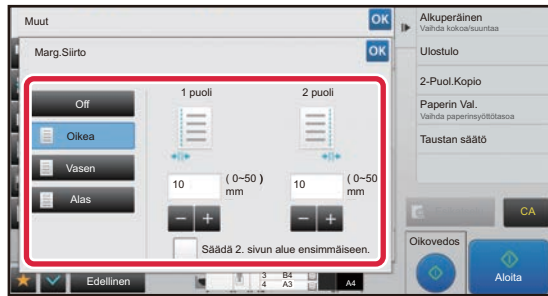 Muut
OK
Marg.Siirto
OK
Off
Oikea
Vasen
Alas
1 puoli
2 puoli
10
( 0~50 )
mm
10
( 0~50
mm
Säädä 2. sivun alue ensimmäiseen.
Edellinen
3 B4
4 A3
A4
Alkuperäinen
Vaihda kokoa/suuntaa
Ulostulo
2-Puol.Kopio
Paperin Val.
Vaihda paperinsyöttötasoa
Taustan säätö
CA
Oikovedos
Aloita